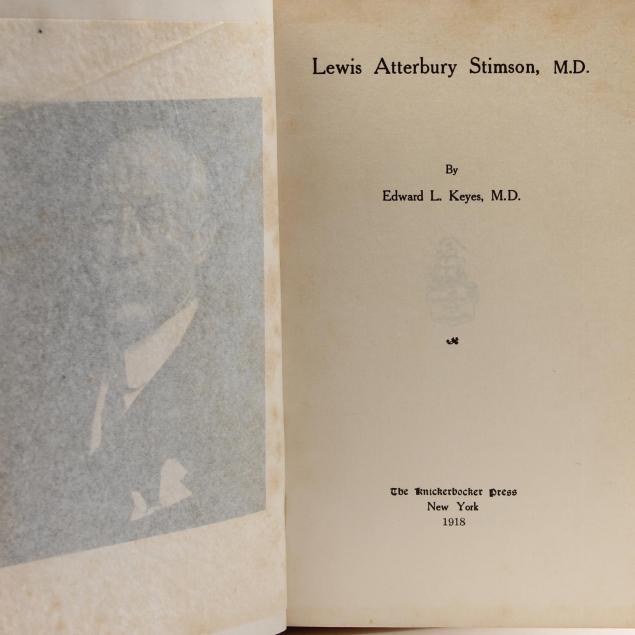 Lewis Atterbury Stimson, M.D.
By
Edward L. Keyes, M.D.
The Knickerbocker Press
New York
1918